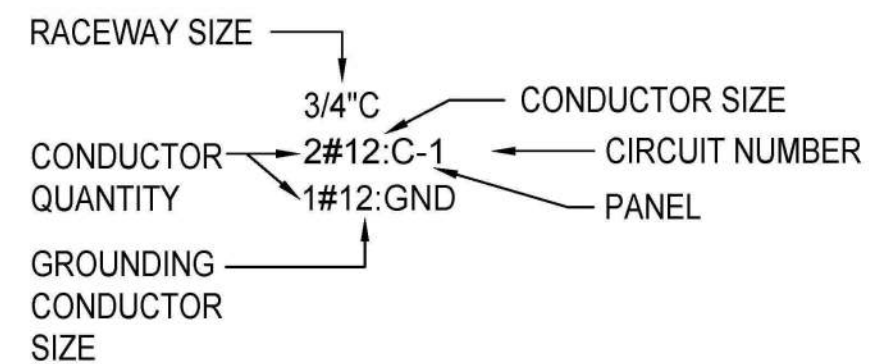 RACEWAY SIZE
3/4"C
CONDUCTOR SIZE
CONDUCTOR
QUANTITY
2#12:C-1
CIRCUIT NUMBER
1#12:GND
PANEL
GROUNDING
CONDUCTOR
SIZE